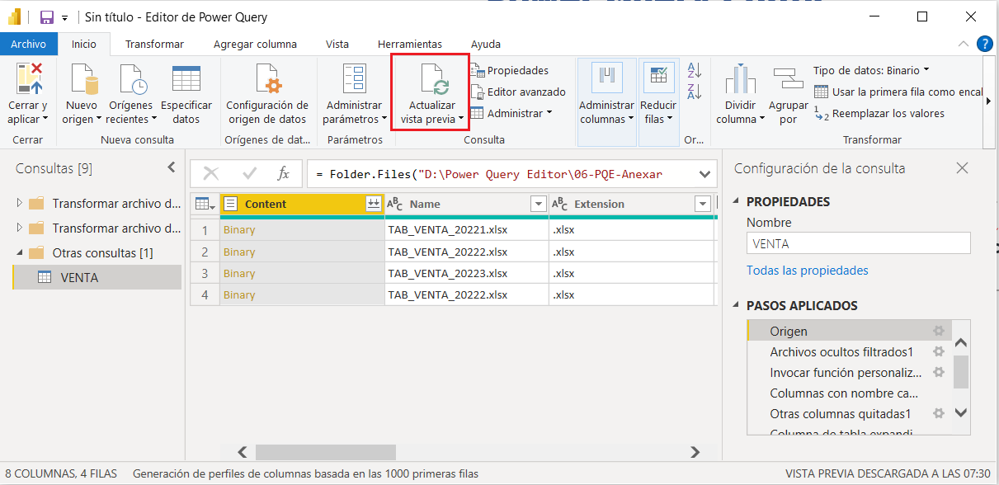 Sin título - Editor de Power Query
Archivo
Inicio
Transformar
Agregar columna
Vista
Herramientas
Ayuda
Cerrar y
aplicar
Nuevo
origen
Orígenes
recientes
Especificar
datos
Configuración de
origen de datos
Administrar
parámetros
Actualizar
vista previa
Propiedades
Editor avanzado
Administrar
Administrar
columnas
Reducir
filas
Dividir
columna
Agrupar
por
Tipo de datos: Binario
Usar la primera fila como encal
Reemplazar los valores
Cerrar
Nueva consulta
Orígenes de dat...
Parámetros
Consulta
Or...
Transformar
Consultas [9]
Transformar archivo d...
Transformar archivo d...
Otras consultas [1]
VENTA
fx
= Folder.Files("D:\Power Query Editor\06-PQE-Anexar
Content
ABC Name
ABC Extension
1 Binary TAB_VENTA_20221.xlsx .xlsx
2 Binary TAB_VENTA_20222.xlsx .xlsx
3 Binary TAB_VENTA_20223.xlsx .xlsx
4 Binary TAB_VENTA_20222.xlsx .xlsx
Configuración de la consulta
PROPIEDADES
Nombre
VENTA
Todas las propiedades
PASOS APLICADOS
Origen
Archivos ocultos filtrados1
Invocar función personaliz...
Columnas con nombre ca...
Otras columnas quitadas1
Columna de tabla expandi
8 COLUMNAS, 4 FILAS
Generación de perfiles de columnas basada en las 1000 primeras filas
VISTA PREVIA DESCARGADA A LAS 07:30